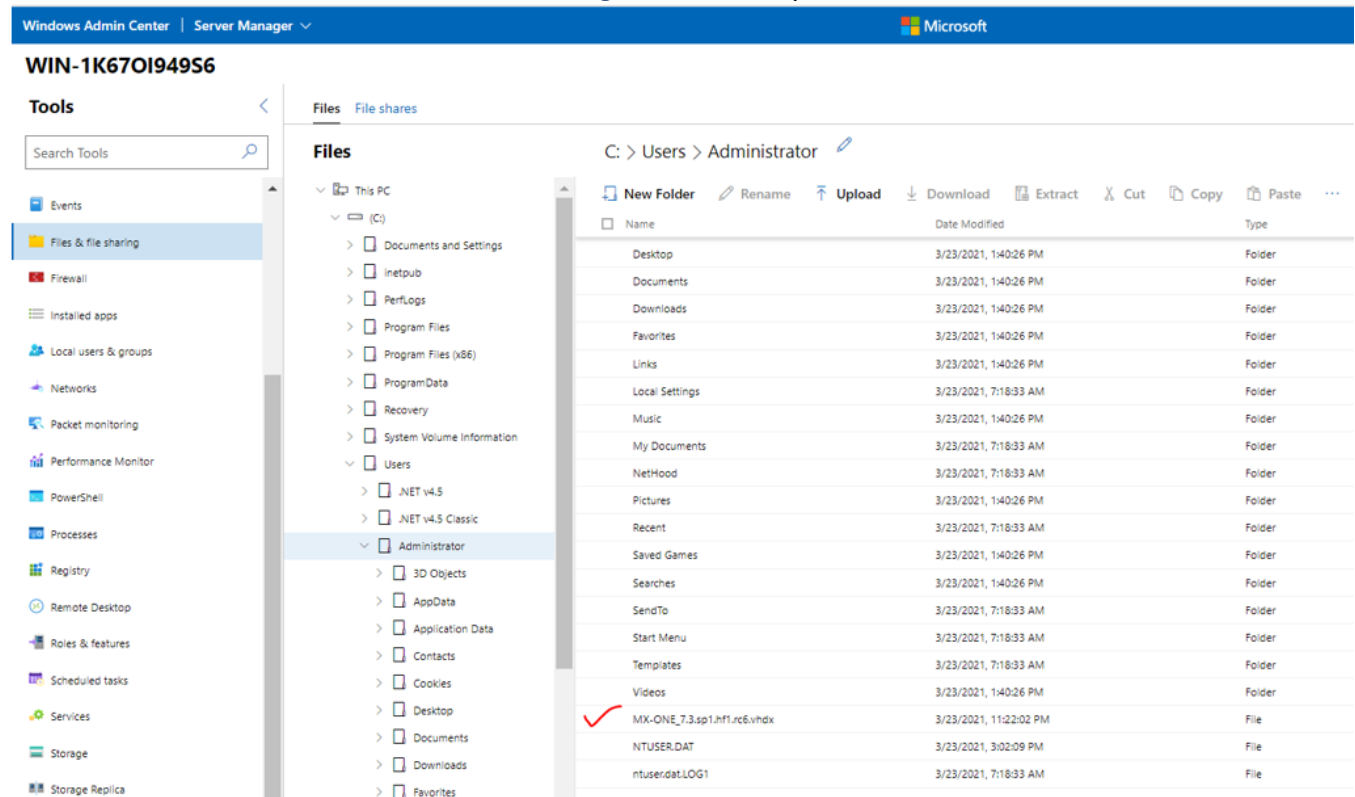 Windows Admin Center | Server Manager
Microsoft
WIN-1K67OI949S6
Tools
Search Tools
Events
Files & file sharing
Firewall
Installed apps
Local users & groups
Networks
Packet monitoring
Performance Monitor
PowerShell
Processes
Registry
Remote Desktop
Roles & features
Scheduled tasks
Services
Storage
Storage Replica
Files File shares
Files
This PC
(C:)
Documents and Settings
inetpub
PerfLogs
Program Files
Program Files (x86)
ProgramData
Recovery
System Volume Information
Users
.NET v4.5
.NET v4.5 Classic
Administrator
3D Objects
AppData
Application Data
Contacts
Cookies
Desktop
Documents
Downloads
Favorites
C: > Users > Administrator
New Folder Rename Upload Download Extract Cut Copy Paste ...
Name Date Modified Type
Desktop 3/23/2021, 1:40:26 PM Folder
Documents 3/23/2021, 1:40:26 PM Folder
Downloads 3/23/2021, 1:40:26 PM Folder
Favorites 3/23/2021, 1:40:26 PM Folder
Links 3/23/2021, 1:40:26 PM Folder
Local Settings 3/23/2021, 7:18:33 AM Folder
Music 3/23/2021, 1:40:26 PM Folder
My Documents 3/23/2021, 7:18:33 AM Folder
NetHood 3/23/2021, 7:18:33 AM Folder
Pictures 3/23/2021, 1:40:26 PM Folder
Recent 3/23/2021, 7:18:33 AM Folder
Saved Games 3/23/2021, 1:40:26 PM Folder
Searches 3/23/2021, 1:40:26 PM Folder
SendTo 3/23/2021, 7:18:33 AM Folder
Start Menu 3/23/2021, 7:18:33 AM Folder
Templates 3/23/2021, 7:18:33 AM Folder
Videos 3/23/2021, 1:40:26 PM Folder
MX-ONE_7.3.sp1.hf1.rc6.vhdx 3/23/2021, 11:22:02 PM File
NTUSER.DAT 3/23/2021, 3:02:09 PM File
ntuser.dat.LOG1 3/23/2021, 7:18:33 AM File